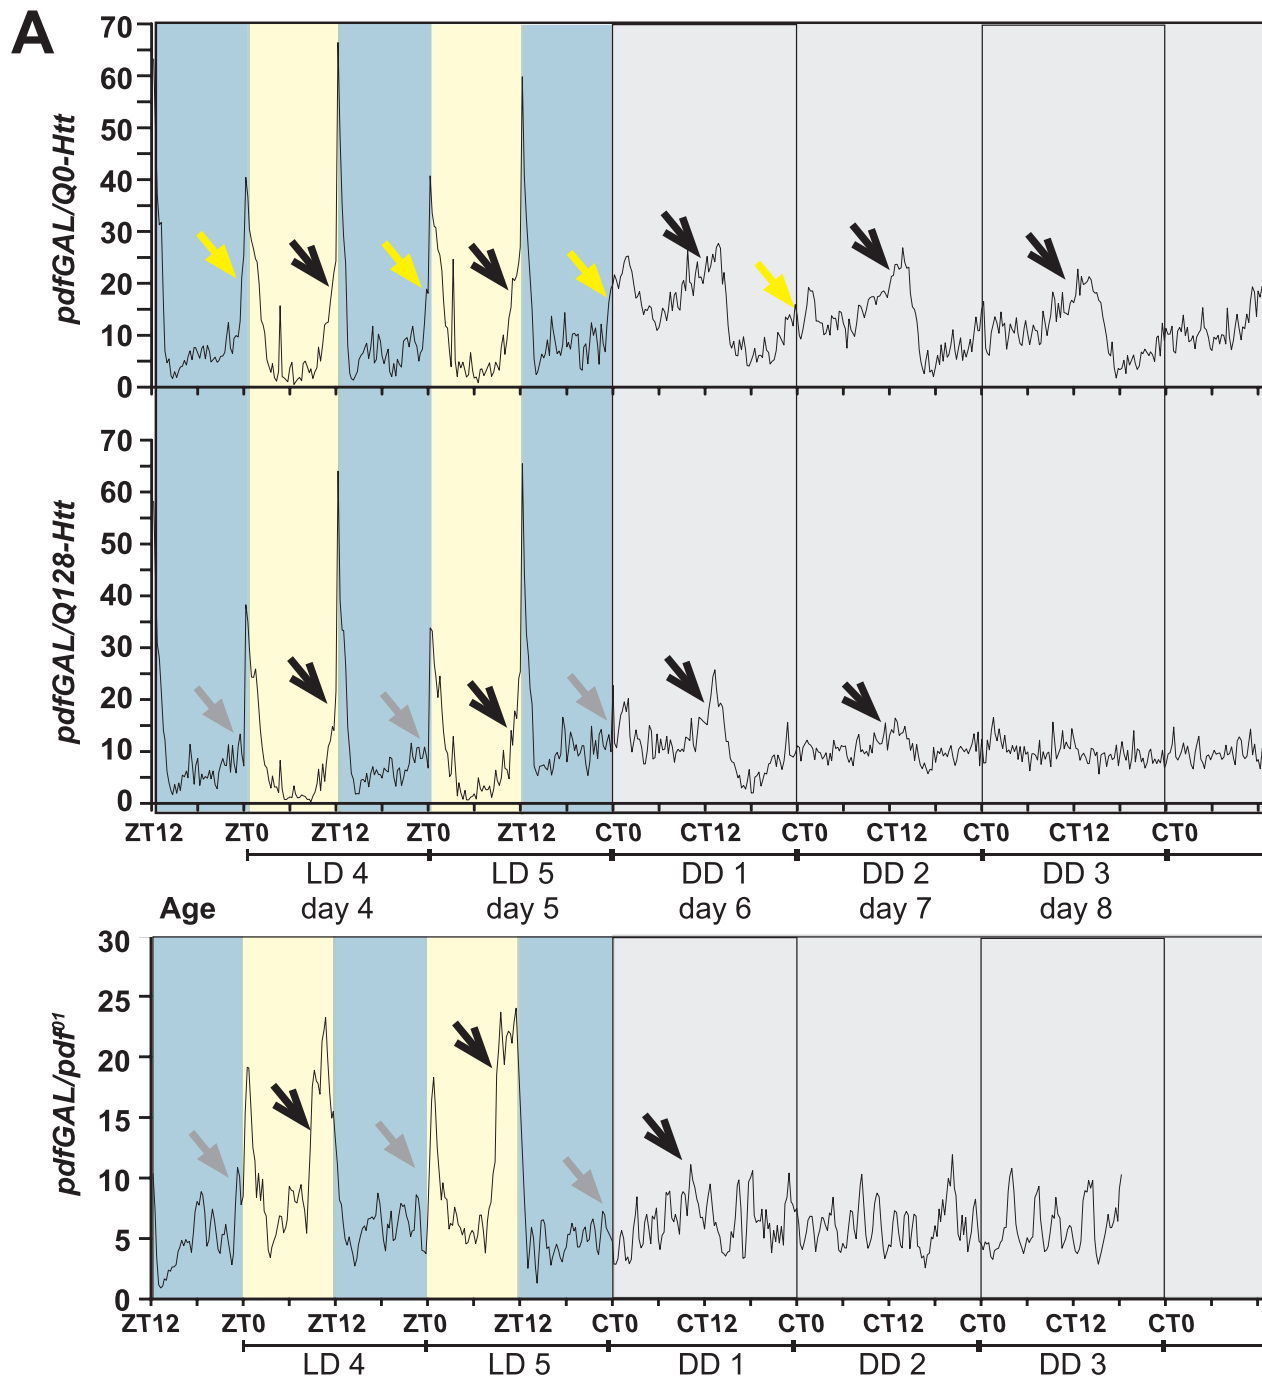 A
pdfGAL/Q0-Htt
70
60
50
40
30
20
10
0
pdfGAL/Q128-Htt
70
60
50
40
30
20
10
0
ZT12 ZT0 ZT12 ZT0 ZT12 CT0 CT12 CT0 CT12 CT0 CT12 CT0
LD 4 LD 5 DD 1 DD 2 DD 3
Age day 4 day 5 day 6 day 7 day 8
pdfGAL/pdf01
30
25
20
15
10
5
0
ZT12 ZT0 ZT12 ZT0 ZT12 CT0 CT12 CT0 CT12 CT0 CT12 CT0
LD 4 LD 5 DD 1 DD 2 DD 3